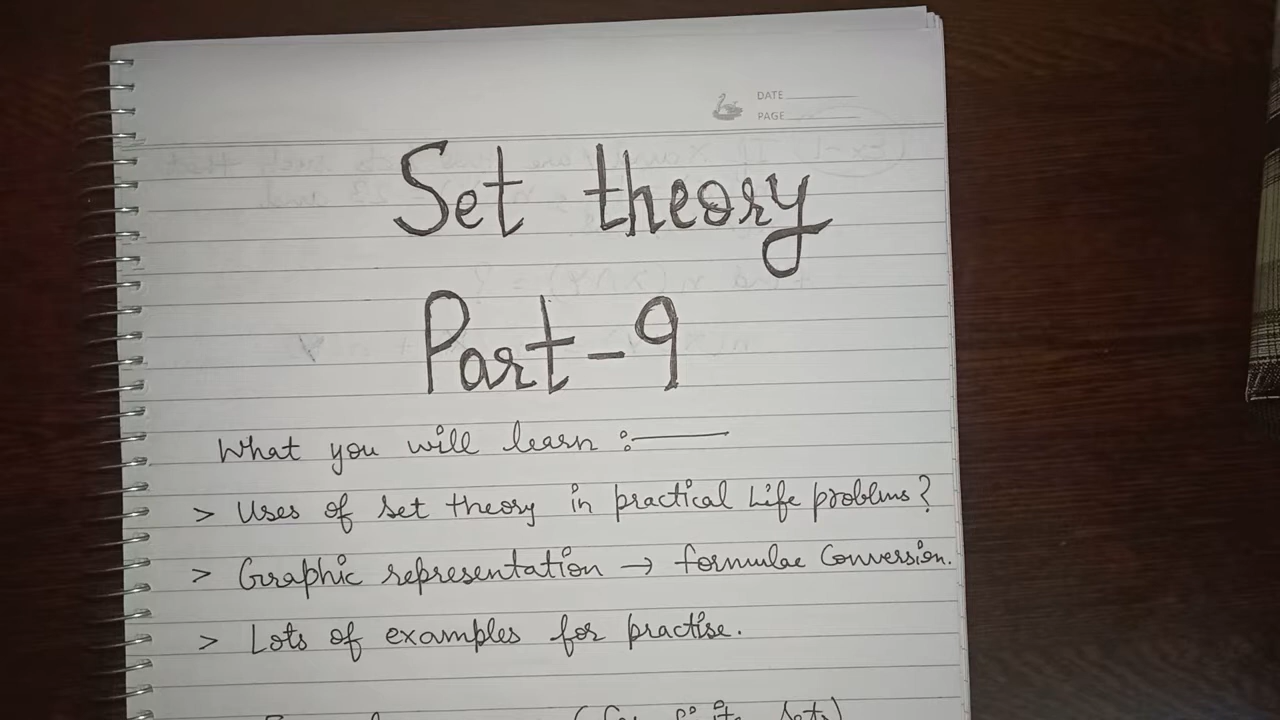 DATE
PAGE
Set theory
Part-9
What you will learn :—
> Uses of set theory in practical Life problems?
> Graphic representation → formulae Conversion.
> Lots of examples for practise.